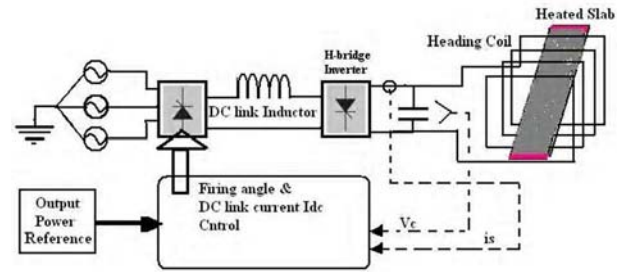 Heated Slab
Heading Coil
H-bridge
Inverter
DC link Inductor
Firing angle &
DC link current Idc
Cntrol
Output
Power
Reference
Vc
is